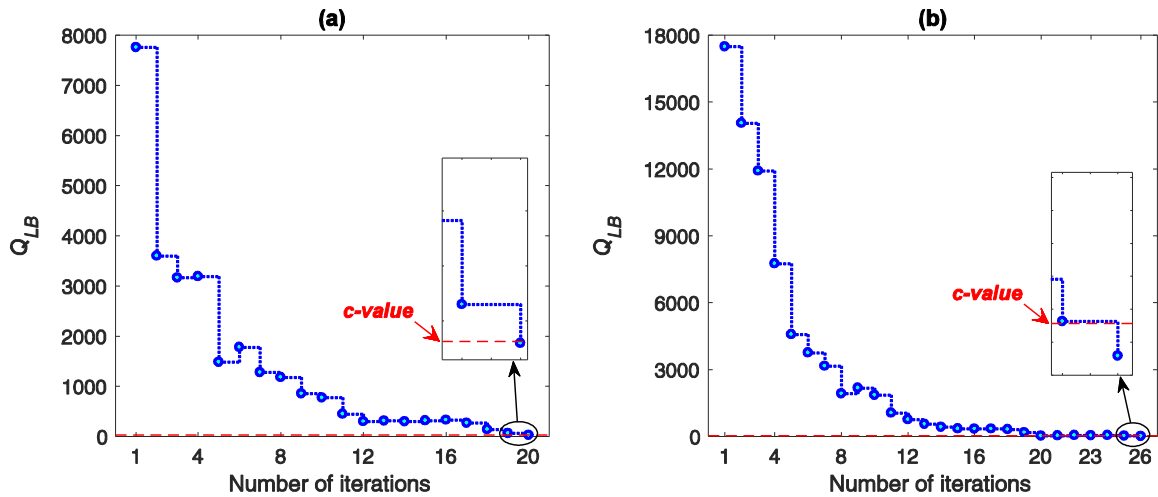 (a)
8000
7000
6000
5000
4000
3000
2000
1000
0
Q_LB
c-value
1 4 8 12 16 20
Number of iterations
(b)
18000
15000
12000
9000
6000
3000
0
Q_LB
c-value
1 4 8 12 16 20 23 26
Number of iterations